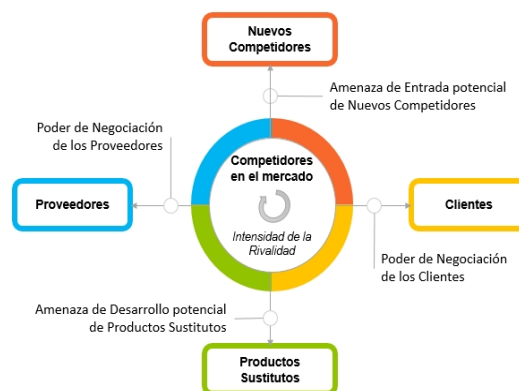 Nuevos
Competidores
Amenaza de Entrada potencial
de Nuevos Competidores
Poder de Negociación
de los Proveedores
Competidores
en el mercado
Proveedores
Clientes
Intensidad de la
Rivalidad
Poder de Negociación
de los Clientes
Amenaza de Desarrollo potencial
de Productos Sustitutos
Productos
Sustitutos